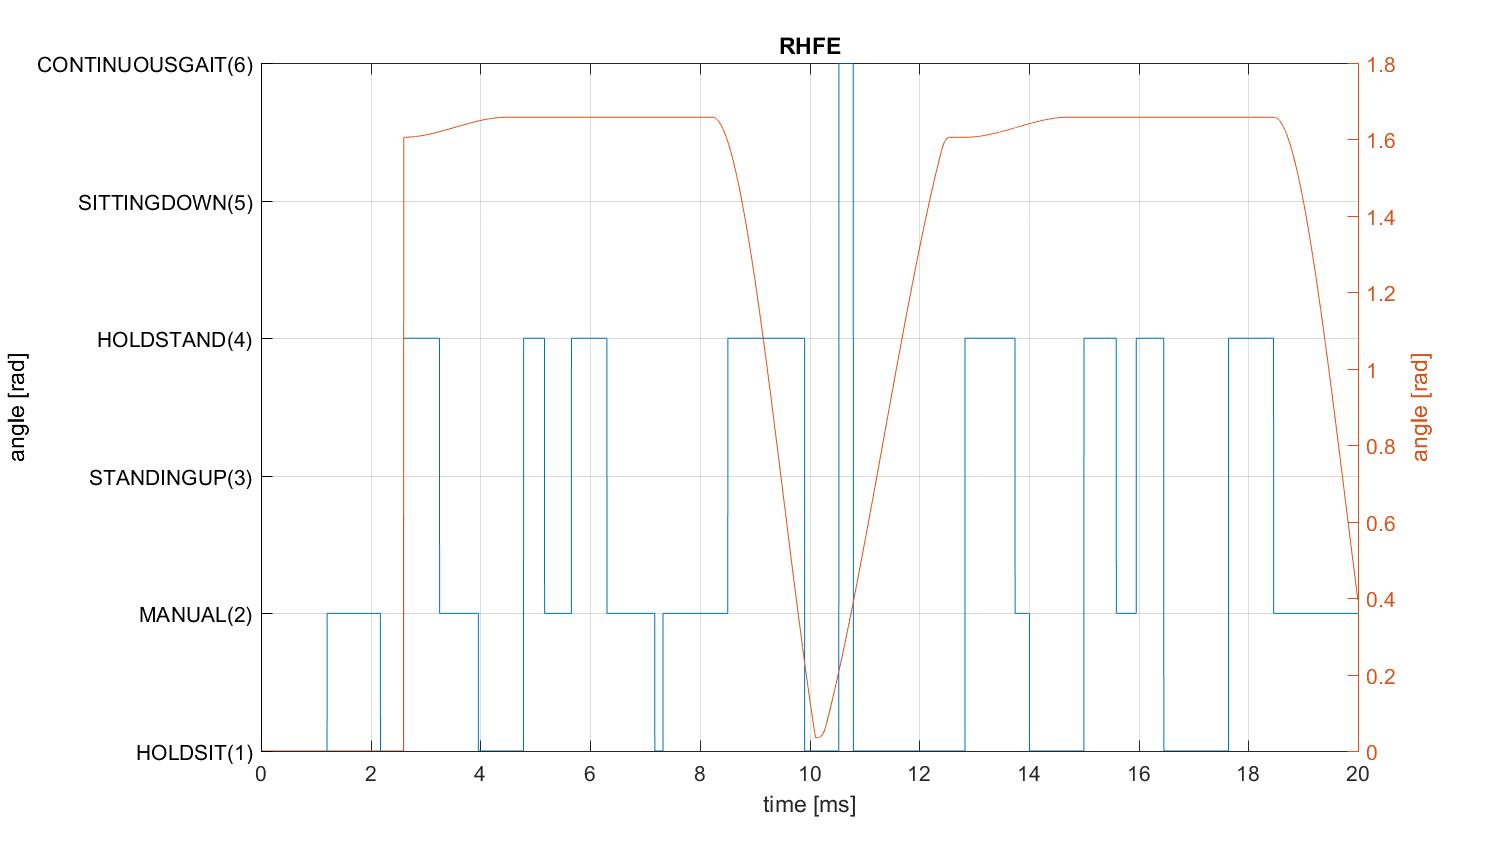 RHFE
CONTINUOUSGAIT(6)
SITTINGDOWN(5)
HOLDSTAND(4)
STANDINGUP(3)
MANUAL(2)
HOLDSIT(1)
angle [rad]
1.8
1.6
1.4
1.2
1
0.8
0.6
0.4
0.2
0
angle [rad]
0 2 4 6 8 10 12 14 16 18 20
time [ms]